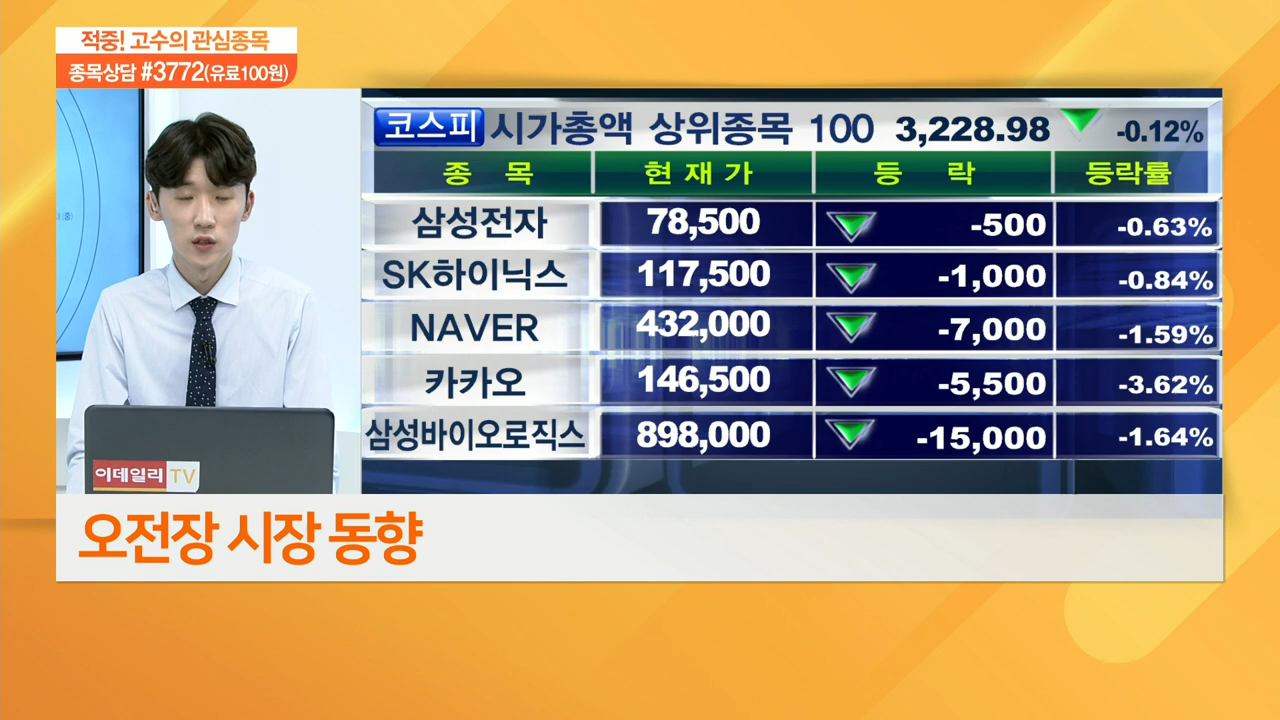 적중! 고수의 관심종목
종목상담 #3772(유료100원)
코스피 시가총액 상위종목 100 3,228.98 -0.12%
종 목 현 재 가 등 락 등락률
삼성전자 78,500 -500 -0.63%
SK하이닉스 117,500 -1,000 -0.84%
NAVER 432,000 -7,000 -1.59%
카카오 146,500 -5,500 -3.62%
삼성바이오로직스 898,000 -15,000 -1.64%
이데일리 TV
오전장 시장 동향